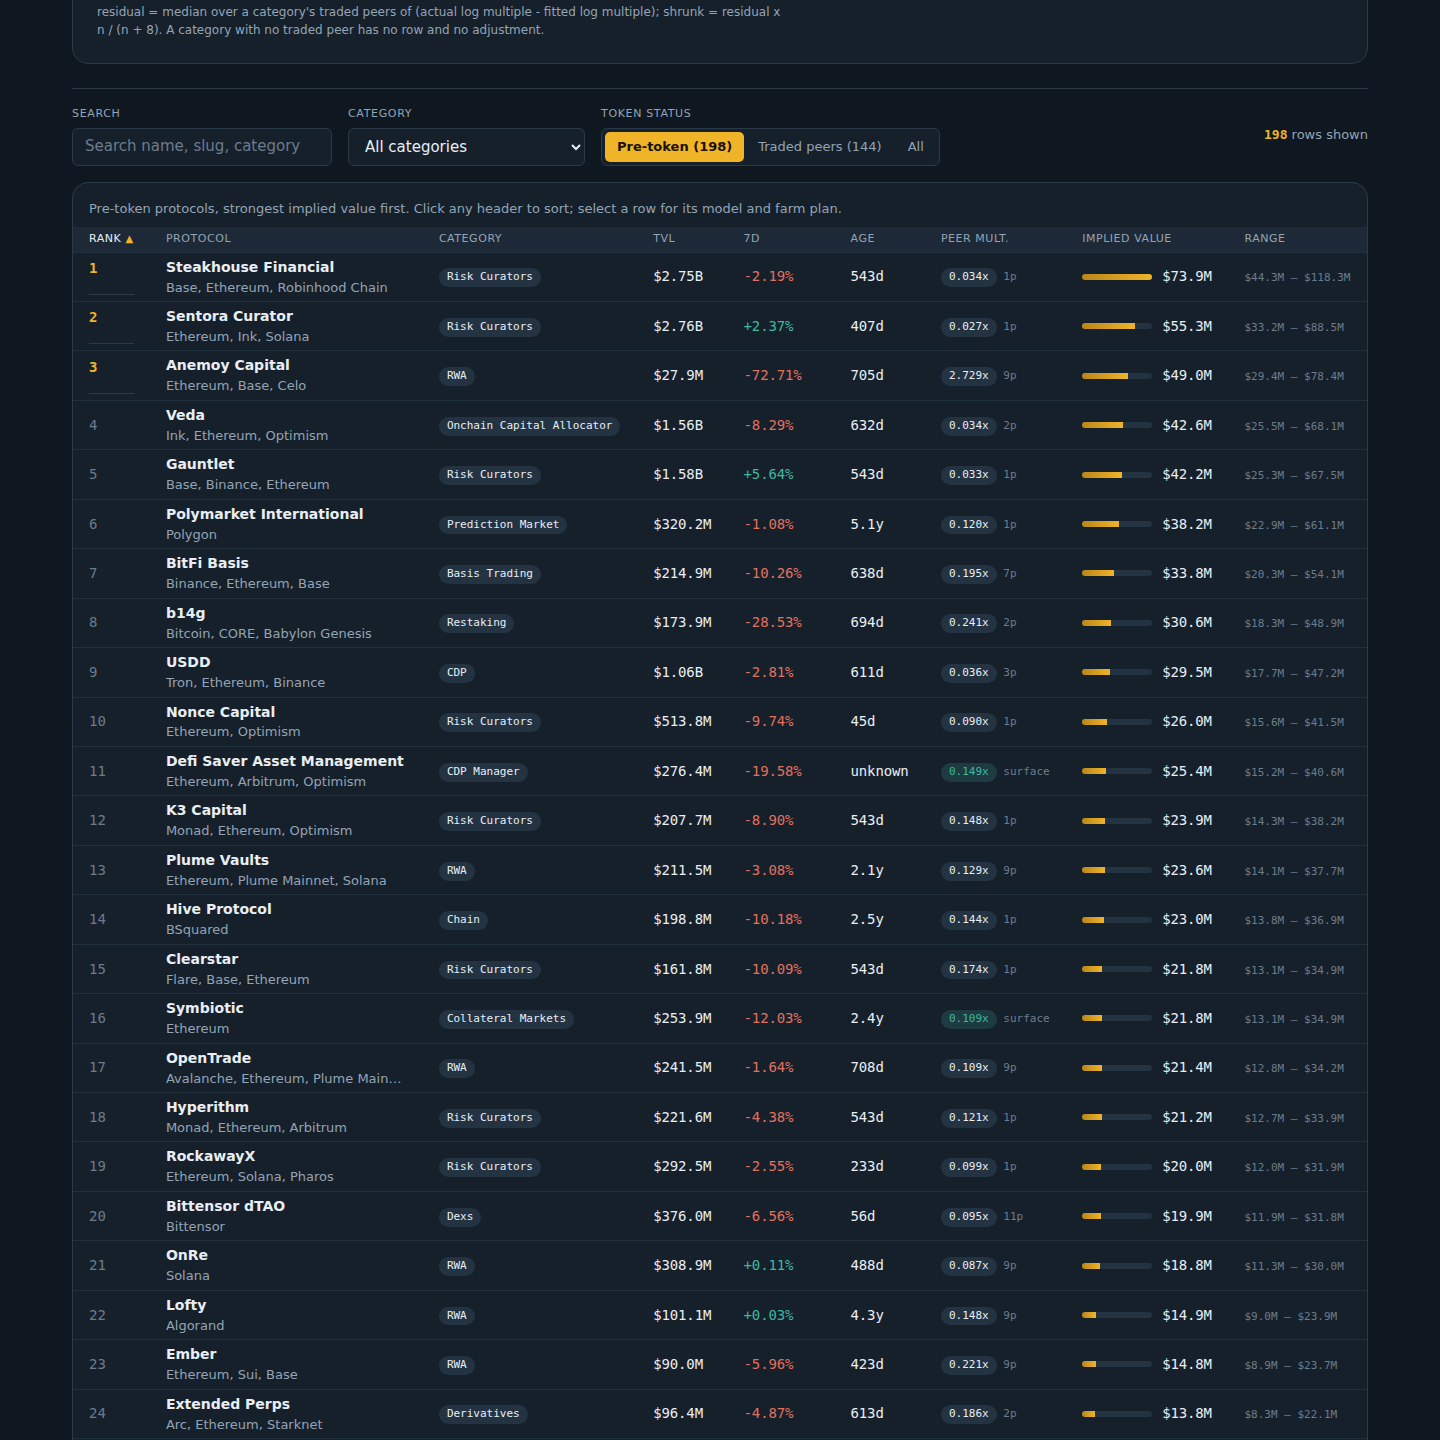 residual = median over a category's traded peers of (actual log multiple - fitted log multiple); shrunk = residual x
n / (n + 8). A category with no traded peer has no row and no adjustment.
SEARCH CATEGORY TOKEN STATUS
Search name, slug, category All categories Pre-token (198) Traded peers (144) All 198 rows shown
Pre-token protocols, strongest implied value first. Click any header to sort; select a row for its model and farm plan.
RANK ▲ PROTOCOL CATEGORY TVL 7D AGE PEER MULT. IMPLIED VALUE RANGE
1 Steakhouse Financial Risk Curators $2.75B -2.19% 543d 0.034x 1p $73.9M $44.3M – $118.3M
Base, Ethereum, Robinhood Chain
2 Sentora Curator Risk Curators $2.76B +2.37% 407d 0.027x 1p $55.3M $33.2M – $88.5M
Ethereum, Ink, Solana
3 Anemoy Capital RWA $27.9M -72.71% 705d 2.729x 9p $49.0M $29.4M – $78.4M
Ethereum, Base, Celo
4 Veda Onchain Capital Allocator $1.56B -8.29% 632d 0.034x 2p $42.6M $25.5M – $68.1M
Ink, Ethereum, Optimism
5 Gauntlet Risk Curators $1.58B +5.64% 543d 0.033x 1p $42.2M $25.3M – $67.5M
Base, Binance, Ethereum
6 Polymarket International Prediction Market $320.2M -1.08% 5.1y 0.120x 1p $38.2M $22.9M – $61.1M
Polygon
7 BitFi Basis Basis Trading $214.9M -10.26% 638d 0.195x 7p $33.8M $20.3M – $54.1M
Binance, Ethereum, Base
8 b14g Restaking $173.9M -28.53% 694d 0.241x 2p $30.6M $18.3M – $48.9M
Bitcoin, CORE, Babylon Genesis
9 USDD CDP $1.06B -2.81% 611d 0.036x 3p $29.5M $17.7M – $47.2M
Tron, Ethereum, Binance
10 Nonce Capital Risk Curators $513.8M -9.74% 45d 0.090x 1p $26.0M $15.6M – $41.5M
Ethereum, Optimism
11 Defi Saver Asset Management CDP Manager $276.4M -19.58% unknown 0.149x surface $25.4M $15.2M – $40.6M
Ethereum, Arbitrum, Optimism
12 K3 Capital Risk Curators $207.7M -8.90% 543d 0.148x 1p $23.9M $14.3M – $38.2M
Monad, Ethereum, Optimism
13 Plume Vaults RWA $211.5M -3.08% 2.1y 0.129x 9p $23.6M $14.1M – $37.7M
Ethereum, Plume Mainnet, Solana
14 Hive Protocol Chain $198.8M -10.18% 2.5y 0.144x 1p $23.0M $13.8M – $36.9M
BSquared
15 Clearstar Risk Curators $161.8M -10.09% 543d 0.174x 1p $21.8M $13.1M – $34.9M
Flare, Base, Ethereum
16 Symbiotic Collateral Markets $253.9M -12.03% 2.4y 0.109x surface $21.8M $13.1M – $34.9M
Ethereum
17 OpenTrade RWA $241.5M -1.64% 708d 0.109x 9p $21.4M $12.8M – $34.2M
Avalanche, Ethereum, Plume Main...
18 Hyperithm Risk Curators $221.6M -4.38% 543d 0.121x 1p $21.2M $12.7M – $33.9M
Monad, Ethereum, Arbitrum
19 RockawayX Risk Curators $292.5M -2.55% 233d 0.099x 1p $20.0M $12.0M – $31.9M
Ethereum, Solana, Pharos
20 Bittensor dTAO Dexs $376.0M -6.56% 56d 0.095x 11p $19.9M $11.9M – $31.8M
Bittensor
21 OnRe RWA $308.9M +0.11% 488d 0.087x 9p $18.8M $11.3M – $30.0M
Solana
22 Lofty RWA $101.1M +0.03% 4.3y 0.148x 9p $14.9M $9.0M – $23.9M
Algorand
23 Ember RWA $90.0M -5.96% 423d 0.221x 9p $14.8M $8.9M – $23.7M
Ethereum, Sui, Base
24 Extended Perps Derivatives $96.4M -4.87% 613d 0.186x 2p $13.8M $8.3M – $22.1M
Arc, Ethereum, Starknet